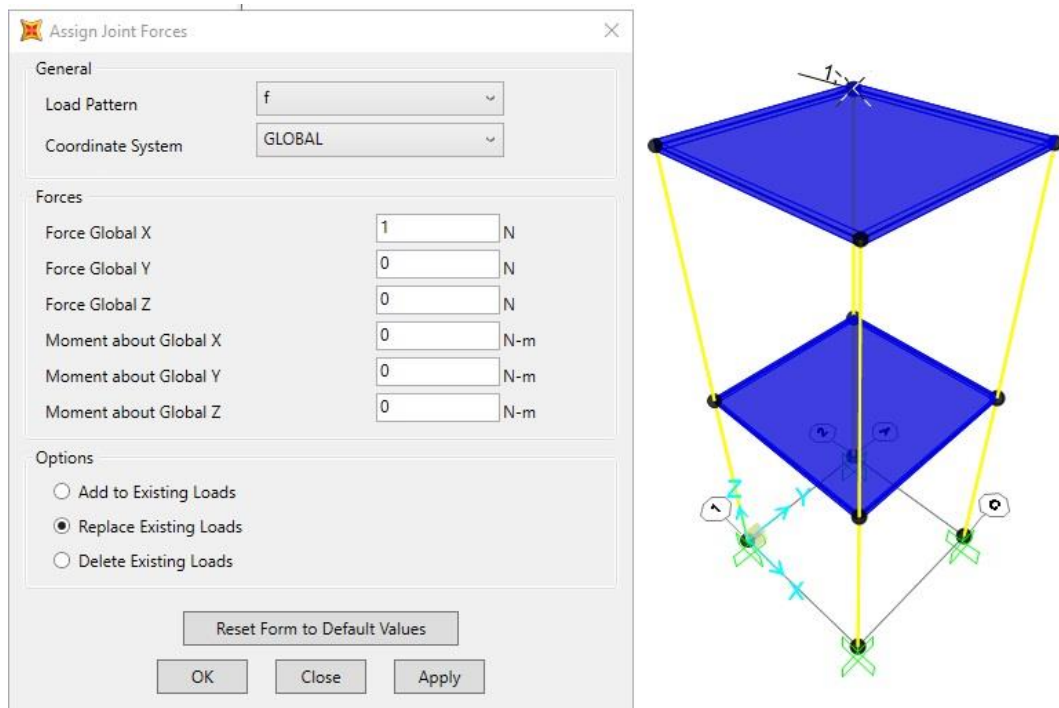 Assign Joint Forces
General
Load Pattern f
Coordinate System GLOBAL
Forces
Force Global X 1 N
Force Global Y 0 N
Force Global Z 0 N
Moment about Global X 0 N-m
Moment about Global Y 0 N-m
Moment about Global Z 0 N-m
Options
Add to Existing Loads
Replace Existing Loads
Delete Existing Loads
Reset Form to Default Values
OK Close Apply
1.
Z
Y
X
1
2